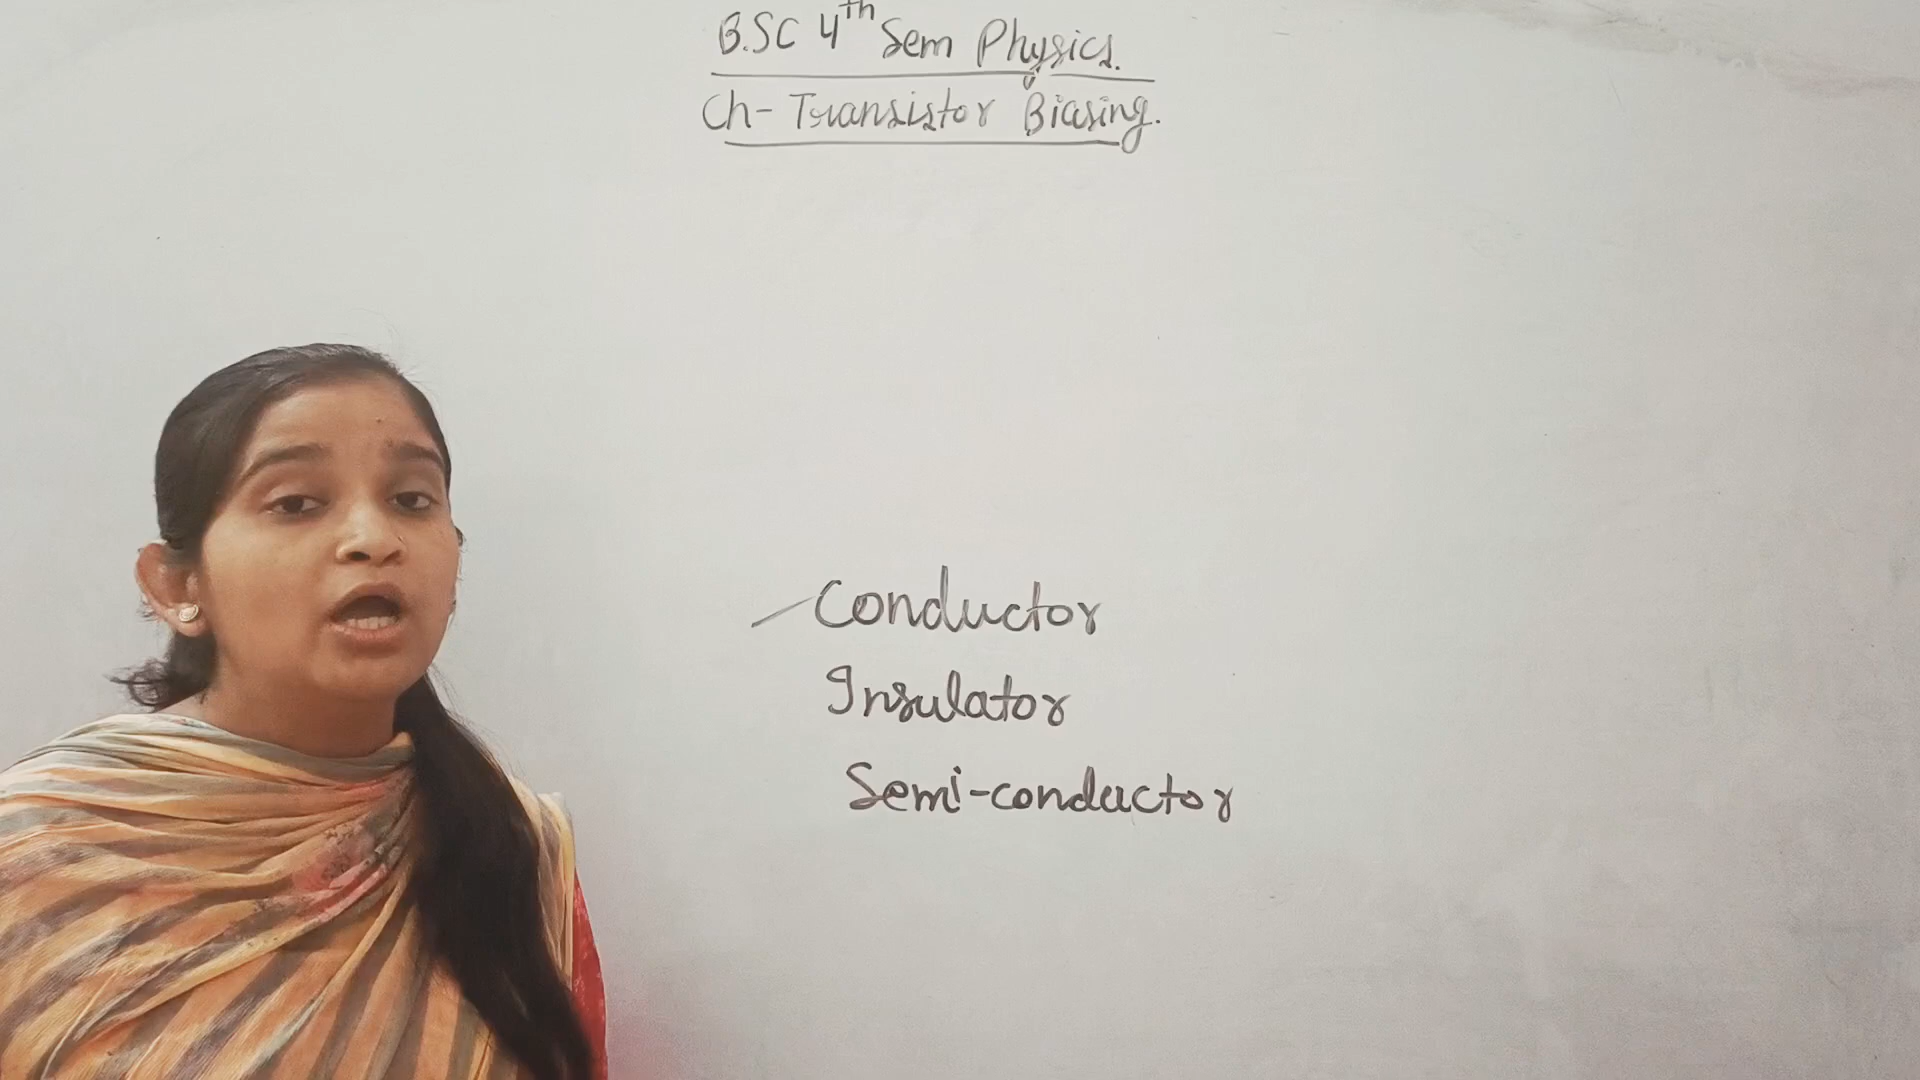 B.SC 4th Sem Physics.
Ch- Transistor Biasing.
Conductor
Insulator
Semi-conductor